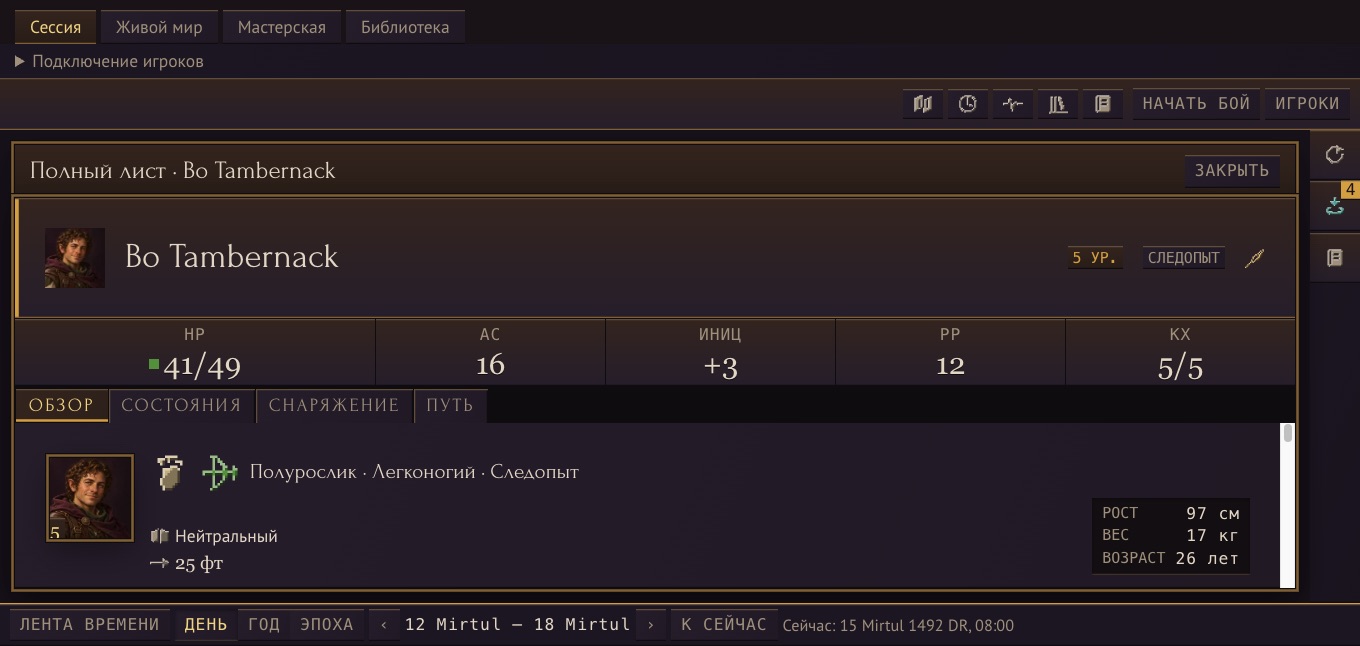 Сессия Живой мир Мастерская Библиотека
▶ Подключение игроков
НАЧАТЬ БОЙ ИГРОКИ
Полный лист · Bo Tambernack ЗАКРЫТЬ
4
Bo Tambernack 5 УР. СЛЕДОПЫТ
HP AC ИНИЦ PP КХ
41/49 16 +3 12 5/5
ОБЗОР СОСТОЯНИЯ СНАРЯЖЕНИЕ ПУТЬ
Полурослик · Легконогий · Следопыт
5
Нейтральный
25 фт
РОСТ 97 см
ВЕС 17 кг
ВОЗРАСТ 26 лет
ЛЕНТА ВРЕМЕНИ ДЕНЬ ГОД ЭПОХА ‹ 12 Mirtul — 18 Mirtul › К СЕЙЧАС Сейчас: 15 Mirtul 1492 DR, 08:00